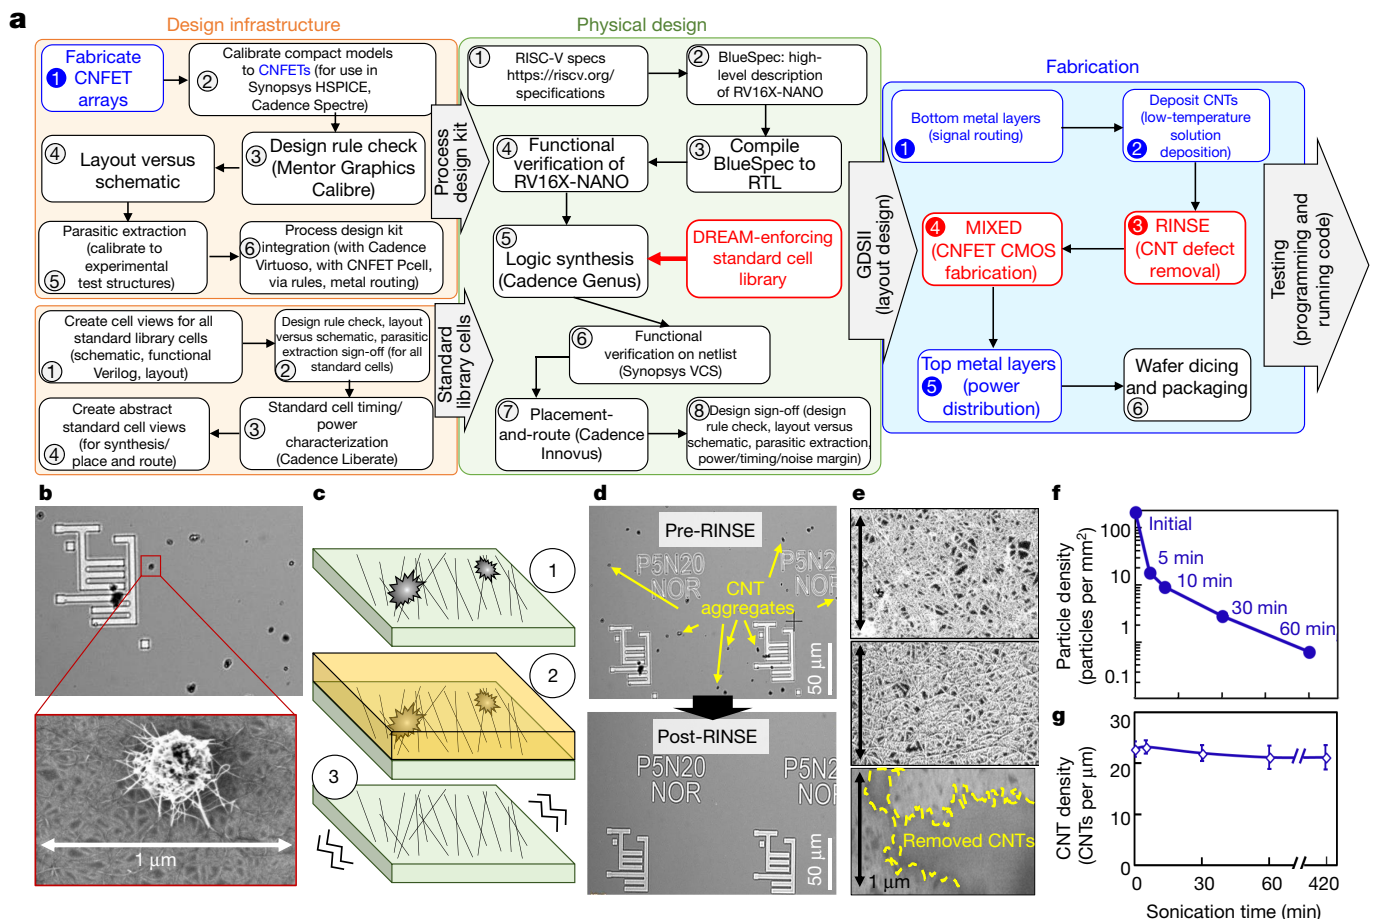 a
Design infrastructure
Fabricate
CNFET
arrays
1
Calibrate compact models
to CNFETs (for use in
Synopsys HSPICE,
Cadence Spectre)
2
Design rule check
(Mentor Graphics
Calibre)
3
Layout versus
schematic
4
Parasitic extraction
(calibrate to
experimental
test structures)
5
Process design kit
integration (with Cadence
Virtuoso, with CNFET Pcell,
via rules, metal routing)
6
Create cell views for all
standard library cells
(schematic, functional
Verilog, layout)
1
Design rule check, layout
versus schematic, parasitic
extraction sign-off (for all
standard cells)
2
Standard cell timing/
power
characterization
(Cadence Liberate)
3
Create abstract
standard cell views
(for synthesis/
place and route)
4
Process
design kit
Standard
library cells
Physical design
RISC-V specs
https://riscv.org/
specifications
1
BlueSpec: high-
level description
of RV16X-NANO
2
Compile
BlueSpec to
RTL
3
Functional
verification of
RV16X-NANO
4
Logic synthesis
(Cadence Genus)
5
DREAM-enforcing
standard cell
library
Functional
verification on netlist
(Synopsys VCS)
6
Placement-
and-route (Cadence
Innovus)
7
Design sign-off (design
rule check, layout versus
schematic, parasitic extraction,
power/timing/noise margin)
8
GDSII
(layout design)
Fabrication
Bottom metal layers
(signal routing)
1
Deposit CNTs
(low-temperature
solution
deposition)
2
RINSE
(CNT defect
removal)
3
MIXED
(CNFET CMOS
fabrication)
4
Top metal layers
(power
distribution)
5
Wafer dicing
and packaging
6
Testing
(programming and
running code)
b
1 µm
c
1
2
3
d
Pre-RINSE
P5N20
NOR
P5N2
NOR
CNT
aggregates
50 µm
Post-RINSE
P5N20
NOR
P5N2
NOR
50 µm
e
Removed CNTs
1 µm
f
Particle density
(particles per mm2)
100
10
1
0.1
Initial
5 min
10 min
30 min
60 min
g
CNT density
(CNTs per µm)
30
20
10
0
0
30
60
420
Sonication time (min)